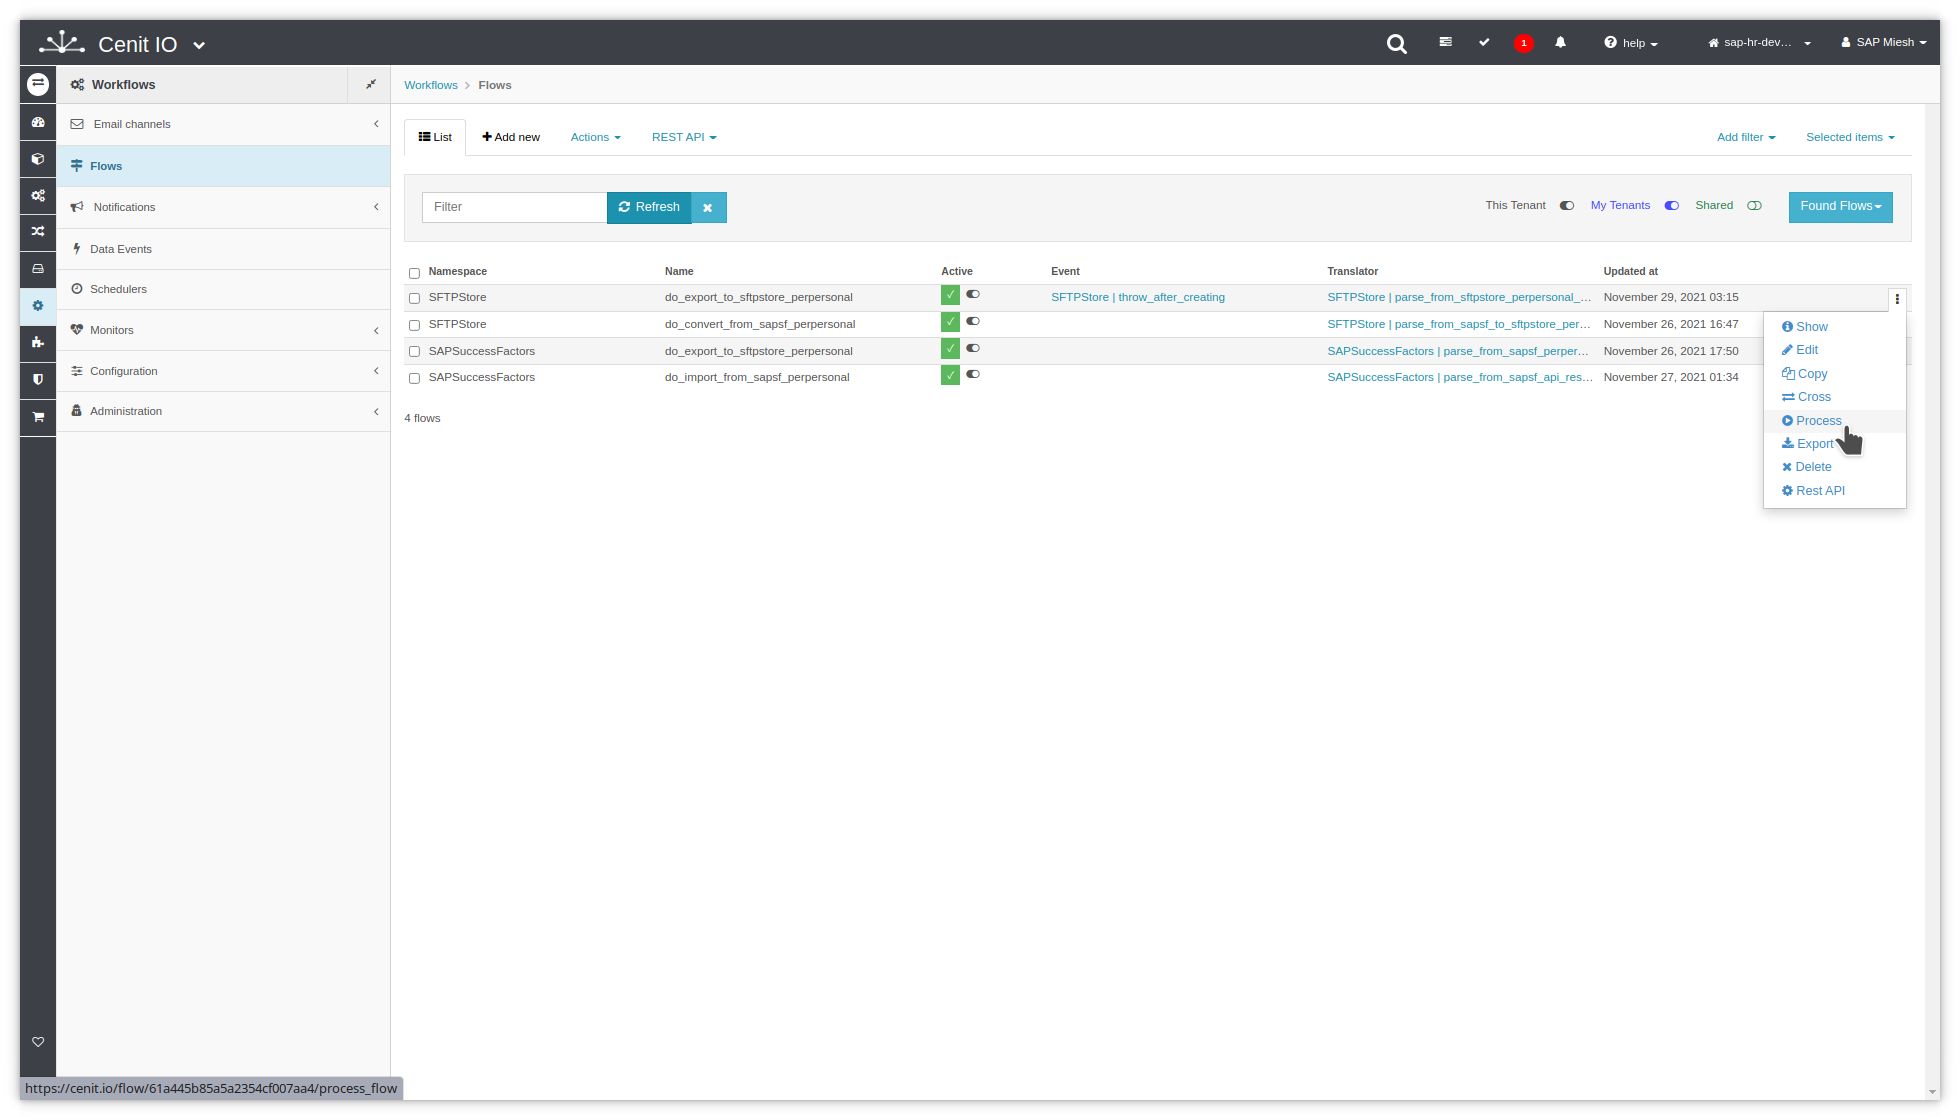 Cenit IO
1
help
sap-hr-dev...
SAP Miesh
Workflows
Email channels
Flows
Notifications
Data Events
Schedulers
Monitors
Configuration
Administration
Workflows > Flows
List
Add new
Actions
REST API
Add filter
Selected items
Filter
Refresh
This Tenant
My Tenants
Shared
Found Flows
Namespace Name Active Event Translator Updated at
SFTPStore do_export_to_sftpstore_perpersonal ✓ SFTPStore | throw_after_creating SFTPStore | parse_from_sftpstore_perpersonal_... November 29, 2021 03:15
SFTPStore do_convert_from_sapsf_perpersonal ✓ SFTPStore | parse_from_sapsf_to_sftpstore_per... November 26, 2021 16:47
SAPSuccessFactors do_export_to_sftpstore_perpersonal ✓ SAPSuccessFactors | parse_from_sapsf_perper... November 26, 2021 17:50
SAPSuccessFactors do_import_from_sapsf_perpersonal ✓ SAPSuccessFactors | parse_from_sapsf_api_res... November 27, 2021 01:34
4 flows
Show
Edit
Copy
Cross
Process
Export
Delete
Rest API
https://cenit.io/flow/61a445b85a5a2354cf007aa4/process_flow